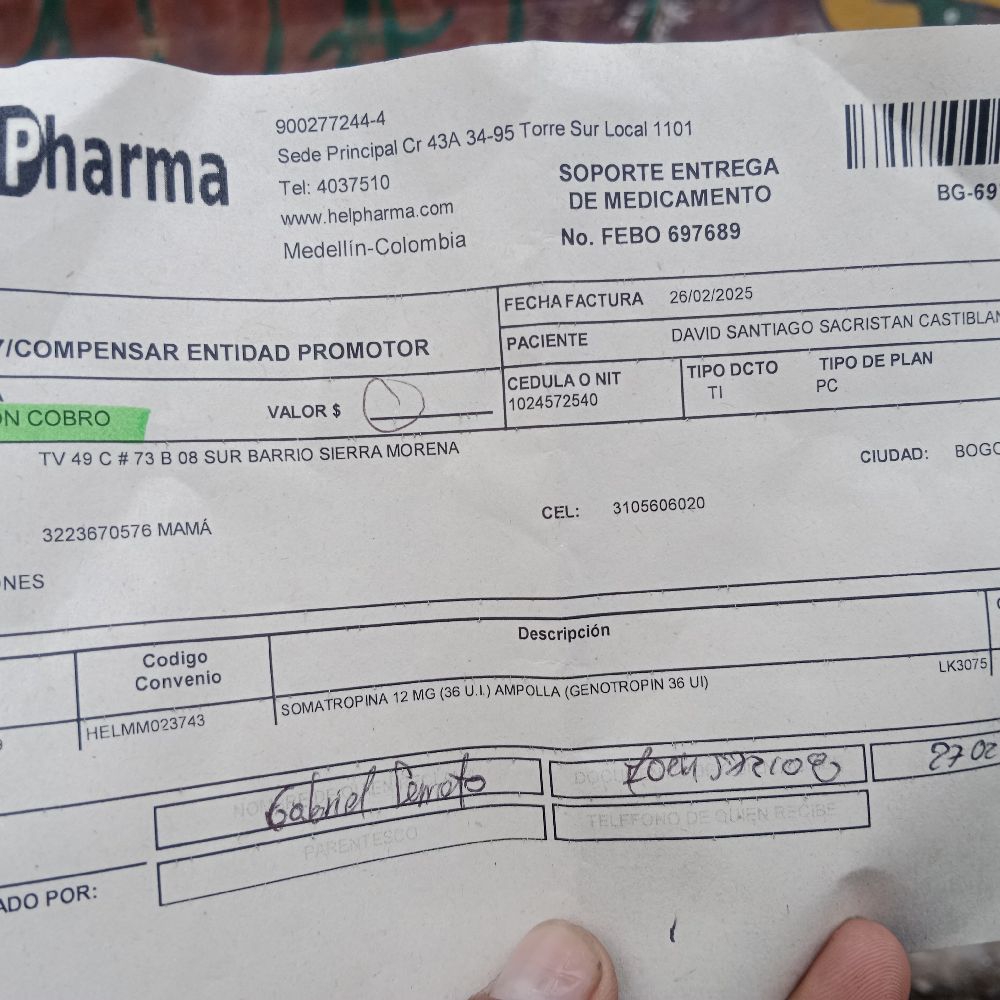 Pharma
900277244-4
Sede Principal Cr 43A 34-95 Torre Sur Local 1101
Tel: 4037510
www.helpharma.com
Medellín-Colombia
SOPORTE ENTREGA
DE MEDICAMENTO
No. FEBO 697689
BG-69
FECHA FACTURA 26/02/2025
PACIENTE DAVID SANTIAGO SACRISTAN CASTIBLAN
/COMPENSAR ENTIDAD PROMOTOR
CEDULA O NIT
1024572540
TIPO DCTO
TI
TIPO DE PLAN
PC
ON COBRO
VALOR $
TV 49 C # 73 B 08 SUR BARRIO SIERRA MORENA
CIUDAD: BOGO
3223670576 MAMÁ
CEL: 3105606020
ONES
Codigo
Convenio
Descripción
HELMM023743
SOMATROPINA 12 MG (36 U.I.) AMPOLLA (GENOTROPIN 36 UI)
LK3075
Gabriel
PARENTESCO
TELEFONO DE QUIEN RECIBE
ADO POR: